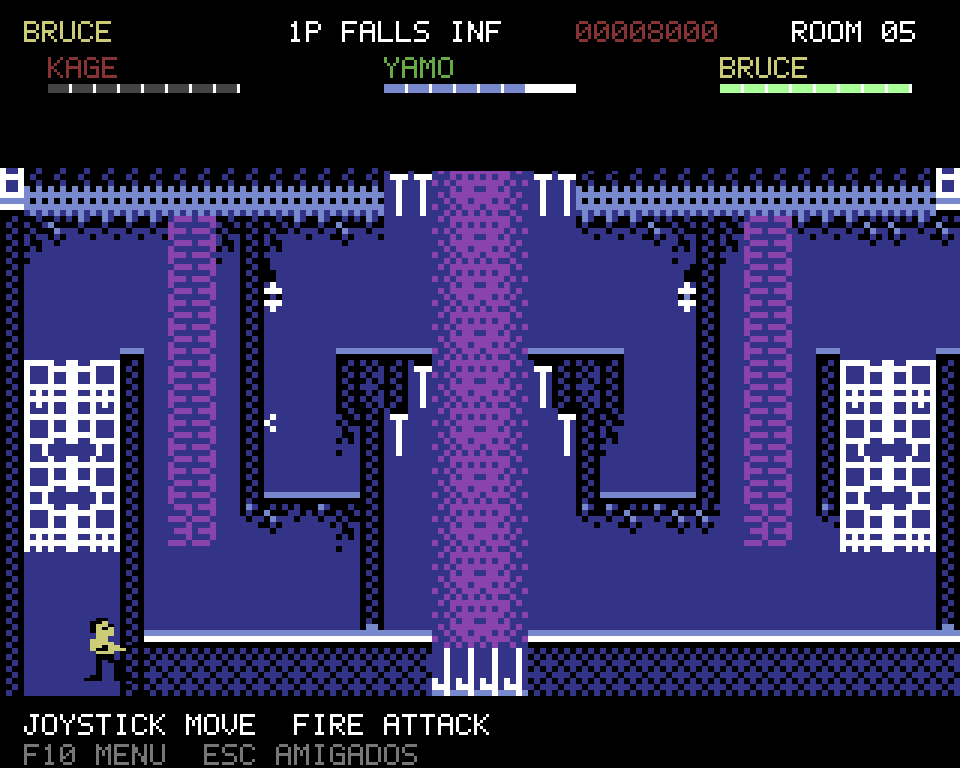 BRUCE 1P FALLS INF 00008000 ROOM 05
KAGE YAMO BRUCE
JOYSTICK MOVE FIRE ATTACK
F10 MENU ESC AMIGADOS